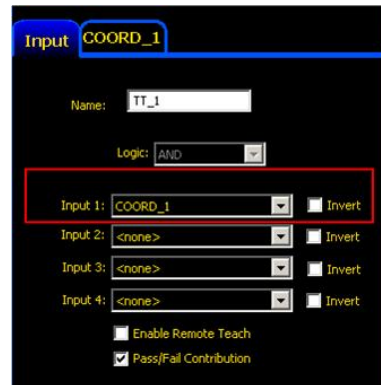 Input COORD_1
Name: TT_1
Logic: AND
Input 1: COORD_1 Invert
Input 2: <none> Invert
Input 3: <none> Invert
Input 4: <none> Invert
Enable Remote Teach
Pass/Fail Contribution